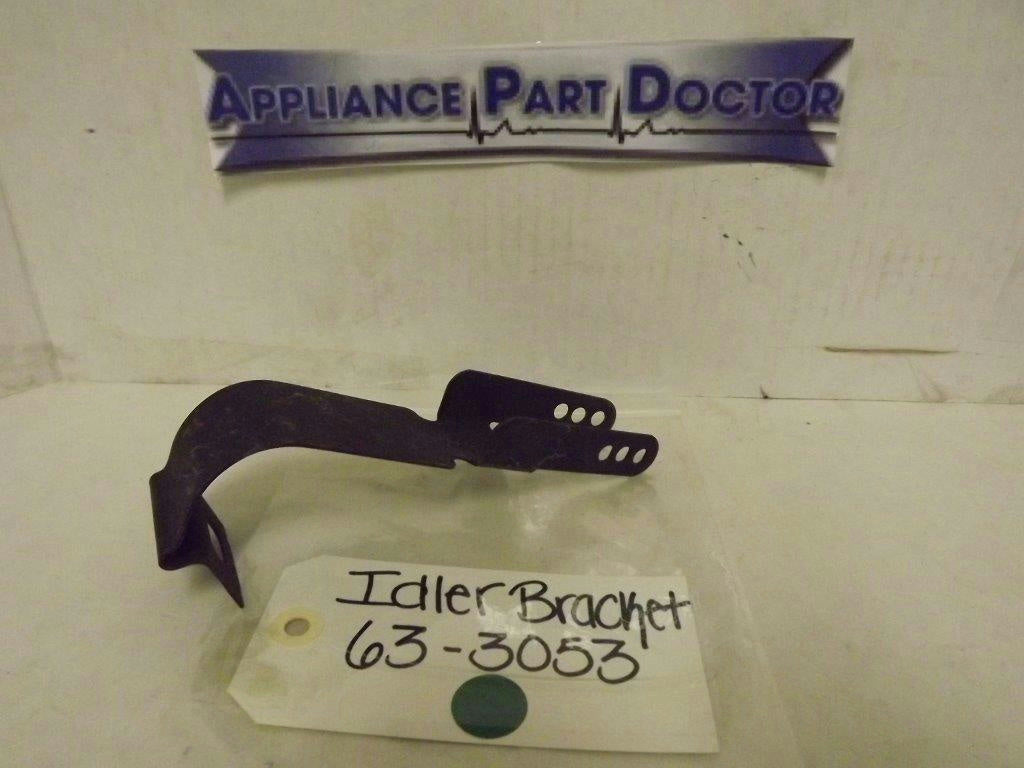 APPLIANCE PART DOCTOR
Idler Bracket
63-3053